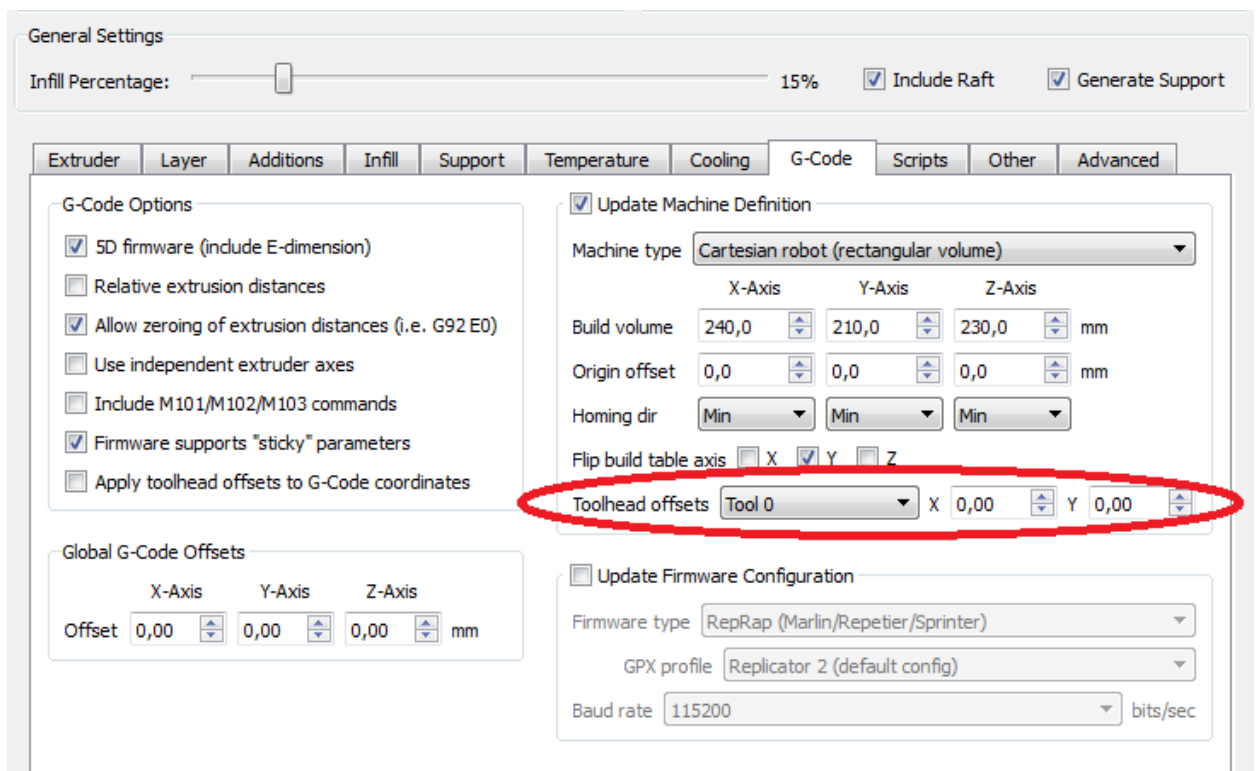 General Settings
Infill Percentage: 15% Include Raft Generate Support
Extruder Layer Additions Infill Support Temperature Cooling G-Code Scripts Other Advanced
G-Code Options
5D firmware (include E-dimension)
Relative extrusion distances
Allow zeroing of extrusion distances (i.e. G92 E0)
Use independent extruder axes
Include M101/M102/M103 commands
Firmware supports "sticky" parameters
Apply toolhead offsets to G-Code coordinates
Global G-Code Offsets
X-Axis Y-Axis Z-Axis
Offset 0,00 0,00 0,00 mm
Update Machine Definition
Machine type Cartesian robot (rectangular volume)
X-Axis Y-Axis Z-Axis
Build volume 240,0 210,0 230,0 mm
Origin offset 0,0 0,0 0,0 mm
Homing dir Min Min Min
Flip build table axis X Y Z
Toolhead offsets Tool 0 X 0,00 Y 0,00
Update Firmware Configuration
Firmware type RepRap (Marlin/Repetier/Sprinter)
GPX profile Replicator 2 (default config)
Baud rate 115200 bits/sec